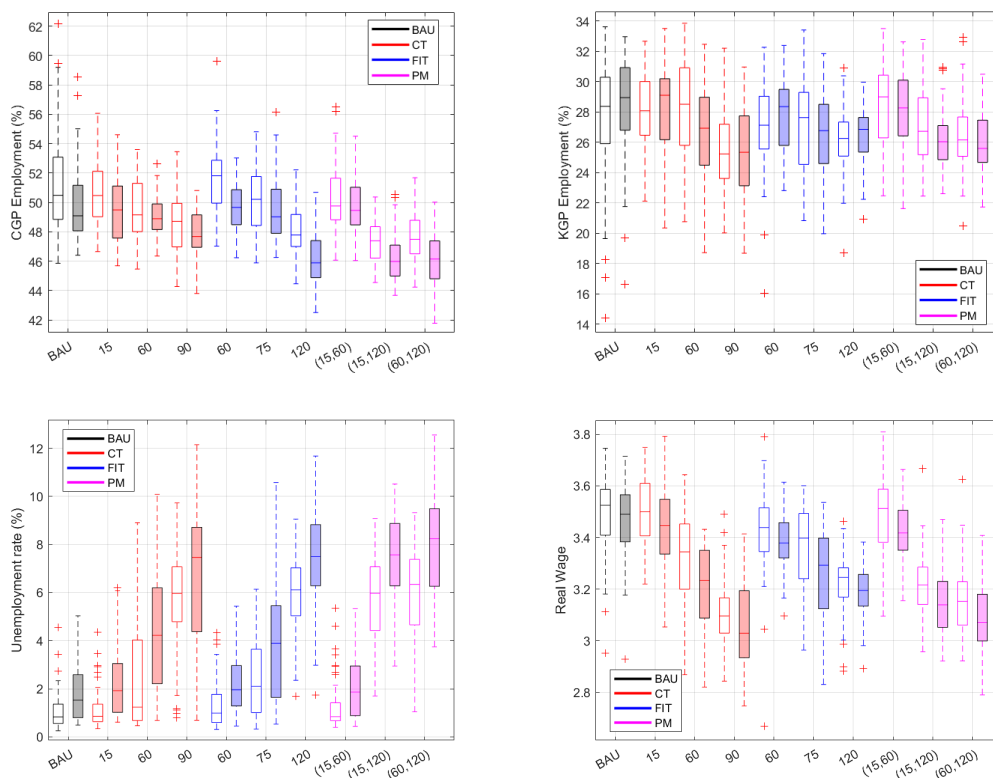 CGP Employment (%)
62
60
58
56
54
52
50
48
46
44
42
BAU
CT
FIT
PM
BAU
15
60
90
60
75
120
(15,60)
(15,120)
(60,120)
KGP Employment (%)
34
32
30
28
26
24
22
20
18
16
14
BAU
CT
FIT
PM
BAU
15
60
90
60
75
120
(15,60)
(15,120)
(60,120)
Unemployment rate (%)
12
10
8
6
4
2
0
BAU
CT
FIT
PM
BAU
15
60
90
60
75
120
(15,60)
(15,120)
(60,120)
Real Wage
3.8
3.6
3.4
3.2
3
2.8
BAU
CT
FIT
PM
BAU
15
60
90
60
75
120
(15,60)
(15,120)
(60,120)